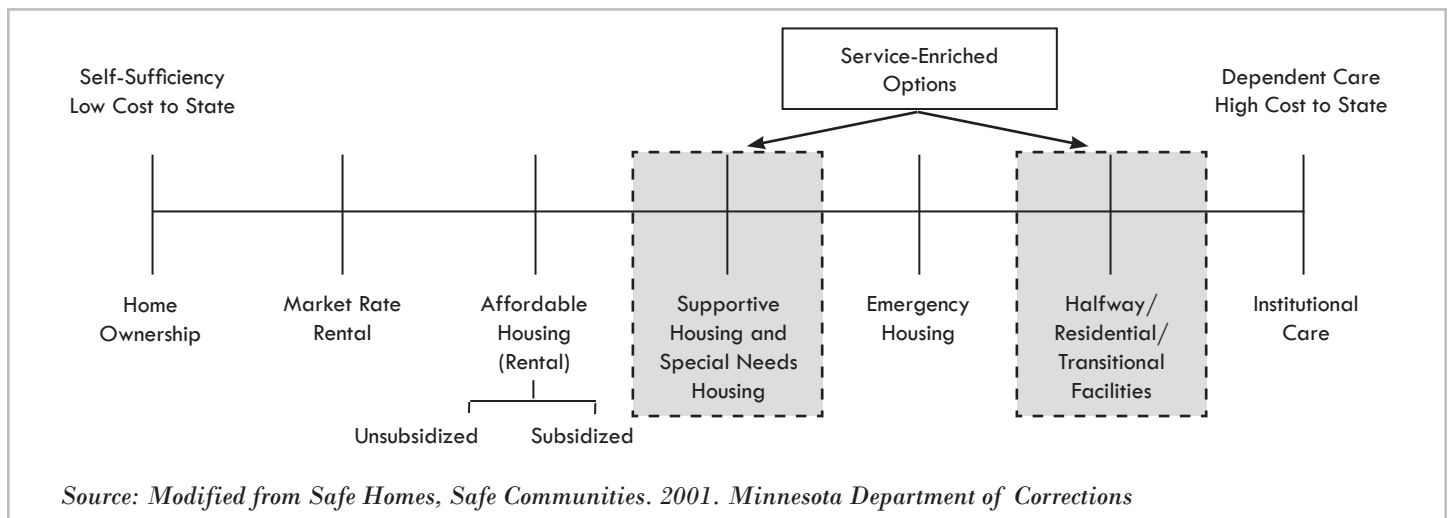 Self-Sufficiency
Low Cost to State
Service-Enriched
Options
Dependent Care
High Cost to State
Home
Ownership
Market Rate
Rental
Affordable
Housing
(Rental)
Unsubsidized
Subsidized
Supportive
Housing and
Special Needs
Housing
Emergency
Housing
Halfway/
Residential/
Transitional
Facilities
Institutional
Care
Source: Modified from Safe Homes, Safe Communities. 2001. Minnesota Department of Corrections